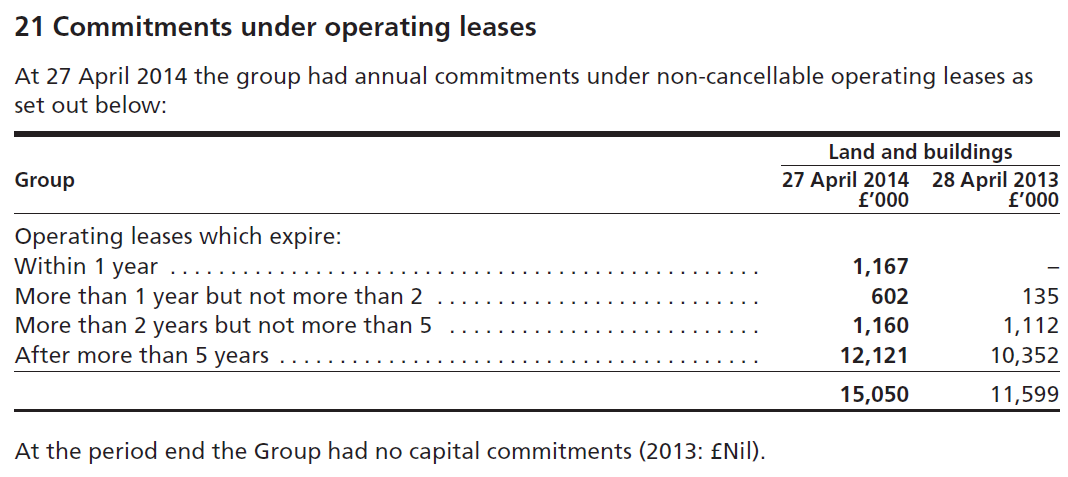 21 Commitments under operating leases
At 27 April 2014 the group had annual commitments under non-cancellable operating leases as
set out below:
Land and buildings
Group 27 April 2014 28 April 2013
£’000 £’000
Operating leases which expire:
Within 1 year . . . . . . . . . . . . . . . . . . . . . . . . . . . . . . . . . . . . . . . . . . . . . . . . . 1,167 –
More than 1 year but not more than 2 . . . . . . . . . . . . . . . . . . . . . . . . . . . 602 135
More than 2 years but not more than 5 . . . . . . . . . . . . . . . . . . . . . . . . . . 1,160 1,112
After more than 5 years . . . . . . . . . . . . . . . . . . . . . . . . . . . . . . . . . . . . . . . . 12,121 10,352
15,050 11,599
At the period end the Group had no capital commitments (2013: £Nil).